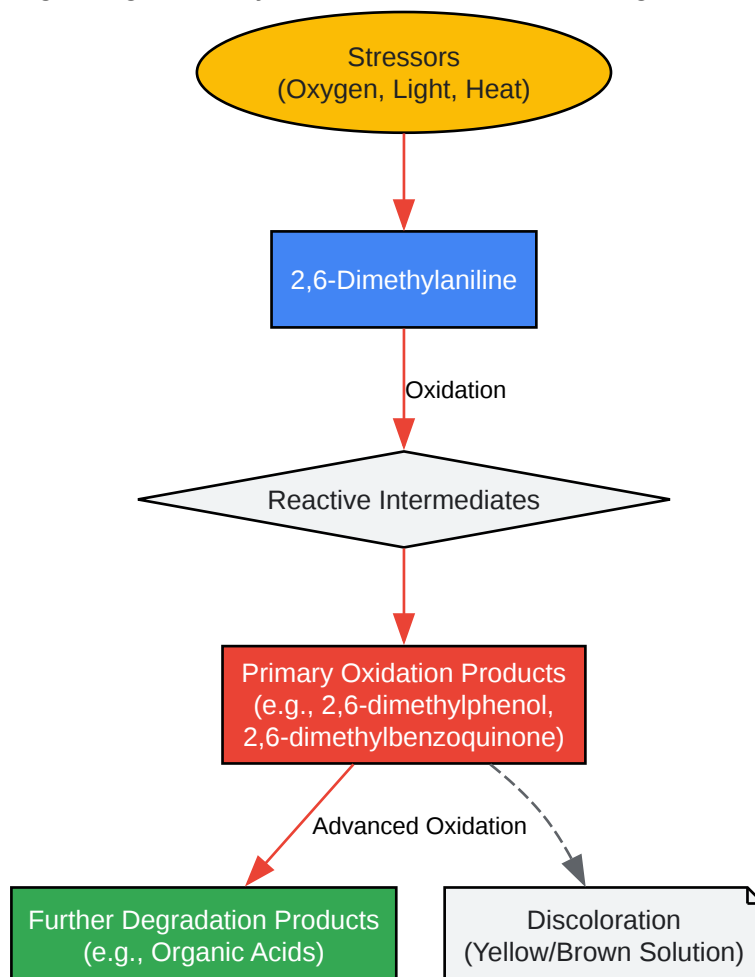 Stressors
(Oxygen, Light, Heat)
2,6-Dimethylaniline
Oxidation
Reactive Intermediates
Primary Oxidation Products
(e.g., 2,6-dimethylphenol,
2,6-dimethylbenzoquinone)
Advanced Oxidation
Further Degradation Products
(e.g., Organic Acids)
Discoloration
(Yellow/Brown Solution)